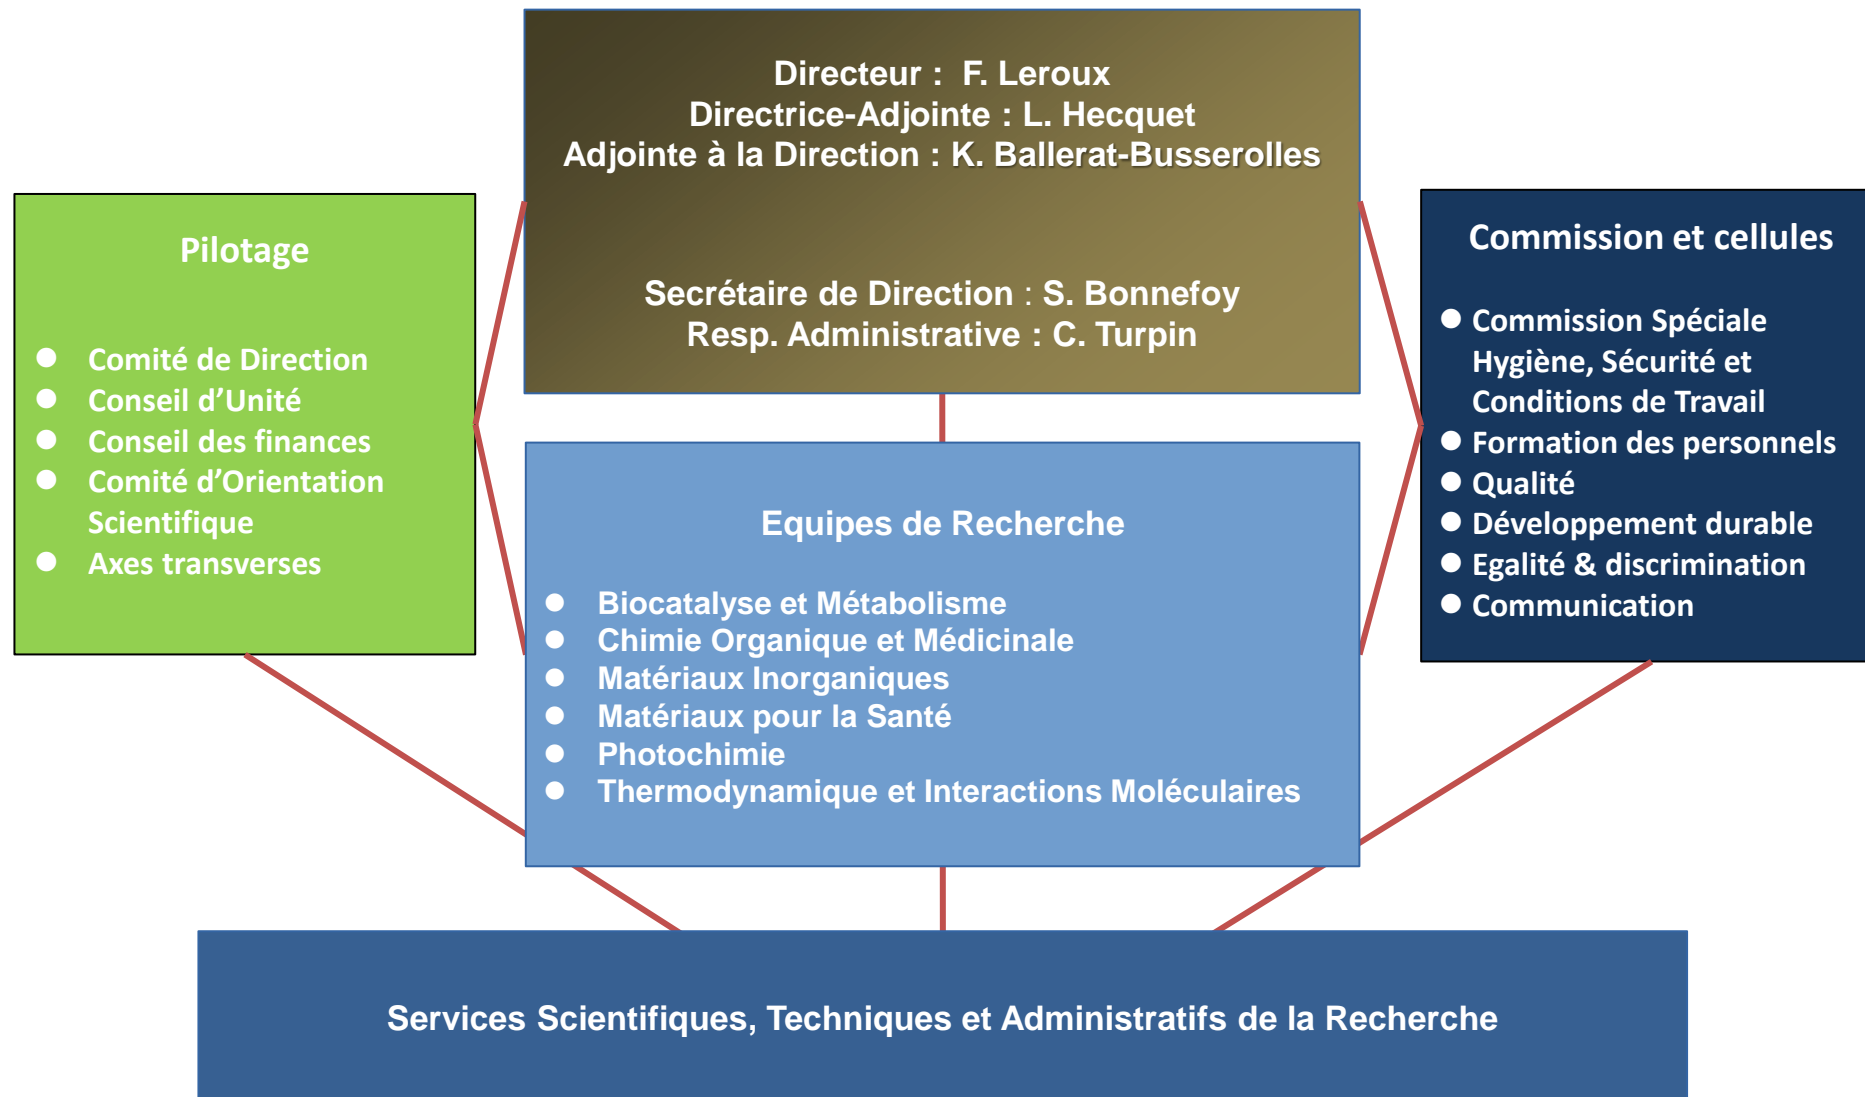 Directeur : F. Leroux
Directrice-Adjointe : L. Hecquet
Adjointe à la Direction : K. Ballerat-Busserolles
Secrétaire de Direction : S. Bonnefoy
Resp. Administrative : C. Turpin
Pilotage
● Comité de Direction
● Conseil d’Unité
● Conseil des finances
● Comité d’Orientation
Scientifique
● Axes transverses
Commission et cellules
● Commission Spéciale
Hygiène, Sécurité et
Conditions de Travail
● Formation des personnels
● Qualité
● Développement durable
● Egalité & discrimination
● Communication
Equipes de Recherche
● Biocatalyse et Métabolisme
● Chimie Organique et Médicinale
● Matériaux Inorganiques
● Matériaux pour la Santé
● Photochimie
● Thermodynamique et Interactions Moléculaires
Services Scientifiques, Techniques et Administratifs de la Recherche